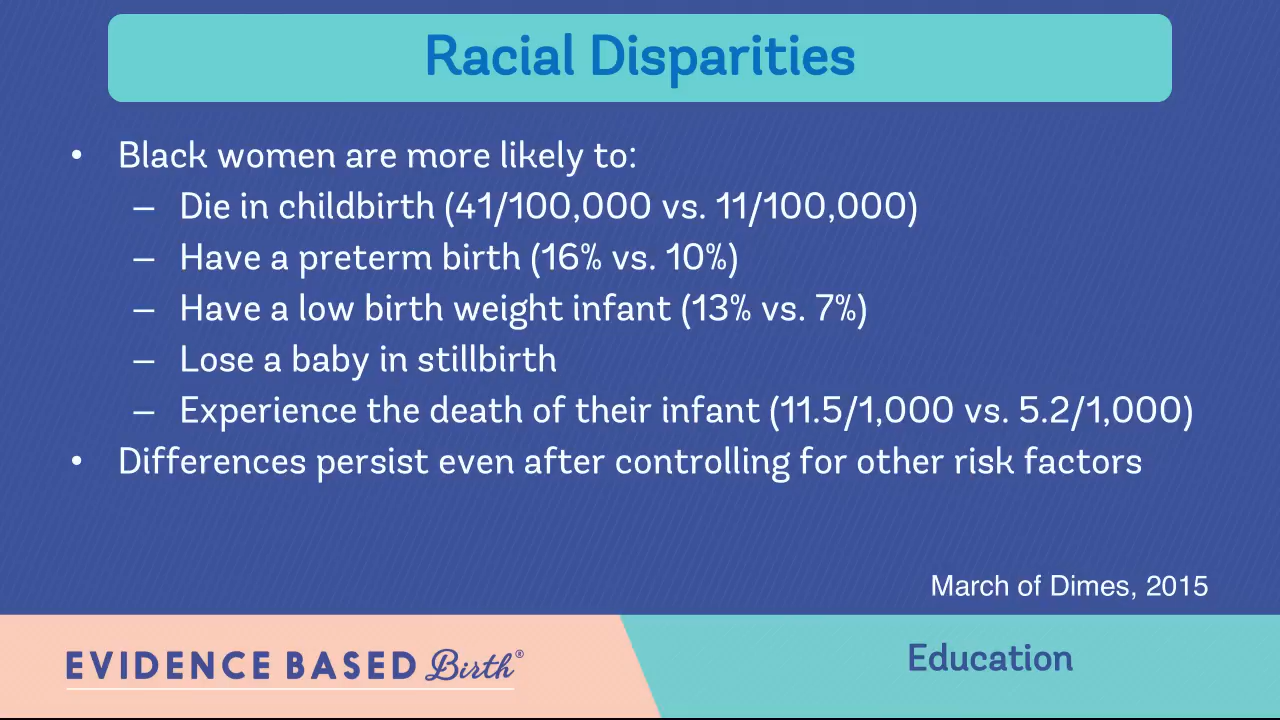 Racial Disparities
• Black women are more likely to:
– Die in childbirth (41/100,000 vs. 11/100,000)
– Have a preterm birth (16% vs. 10%)
– Have a low birth weight infant (13% vs. 7%)
– Lose a baby in stillbirth
– Experience the death of their infant (11.5/1,000 vs. 5.2/1,000)
• Differences persist even after controlling for other risk factors
March of Dimes, 2015
EVIDENCE BASED Birth®
Education